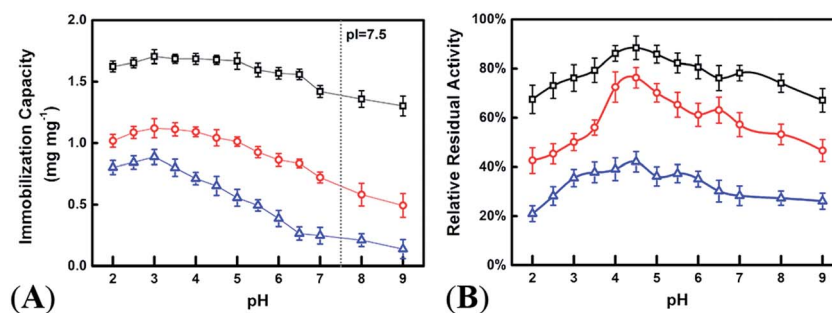 pI=7.5
Immobilization Capacity
(mg mg⁻¹)
2.0
1.5
1.0
0.5
0.0
2 3 4 5 6 7 8 9
pH
(A)
Relative Residual Activity
100%
80%
60%
40%
20%
0%
2 3 4 5 6 7 8 9
pH
(B)